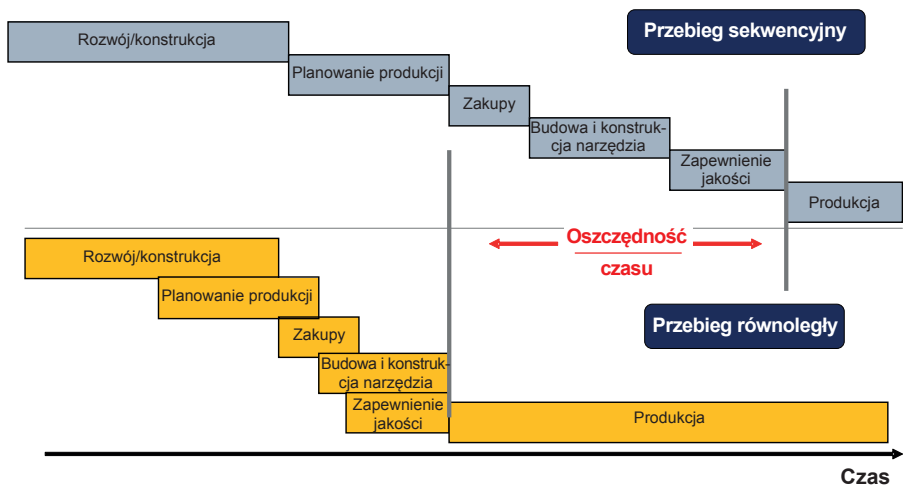 Rozwój/konstrukcja
Przebieg sekwencyjny
Planowanie produkcji
Zakupy
Budowa i konstruk-
cja narzędzia
Zapewnienie
jakości
Produkcja
Oszczędność
czasu
Rozwój/konstrukcja
Planowanie produkcji
Przebieg równoległy
Zakupy
Budowa i konstruk-
cja narzędzia
Zapewnienie
jakości
Produkcja
Czas